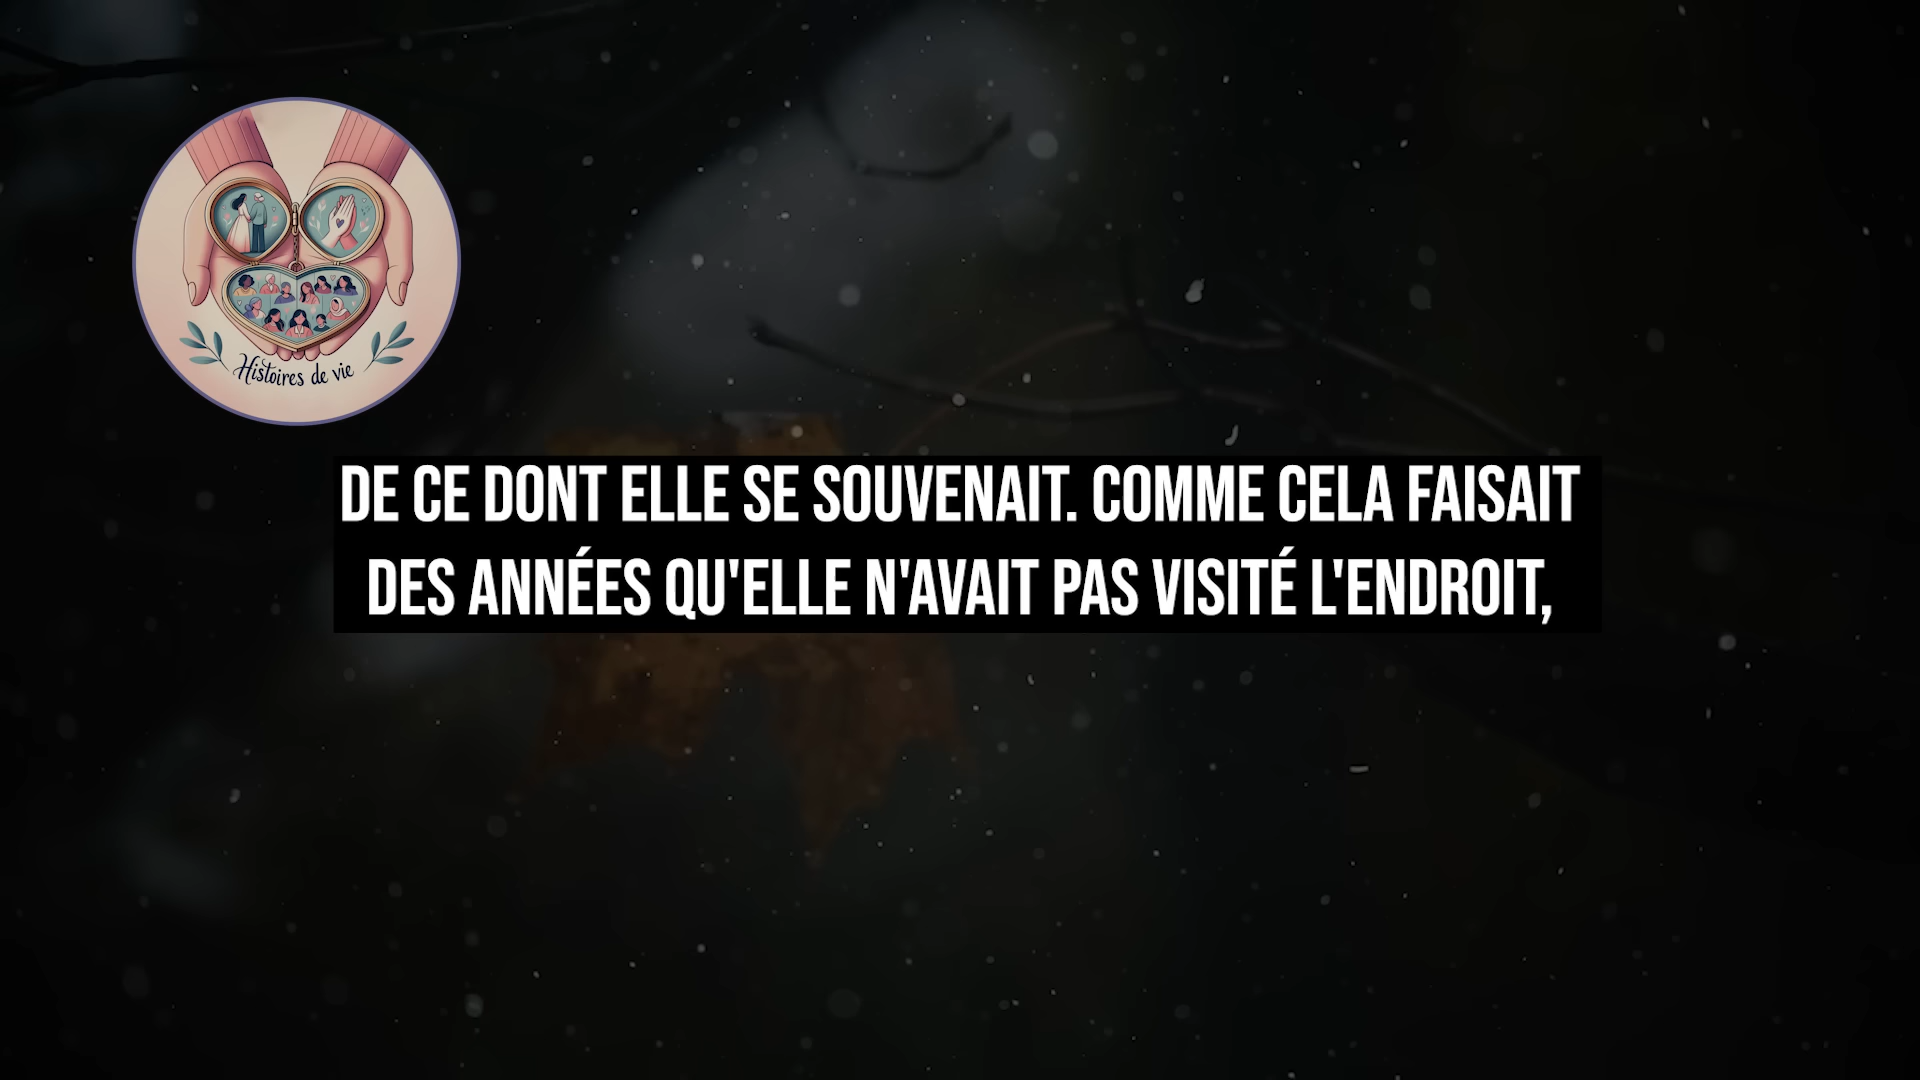 Histoires de vie
DE CE DONT ELLE SE SOUVENAIT. COMME CELA FAISAIT
DES ANNÉES QU'ELLE N'AVAIT PAS VISITÉ L'ENDROIT,